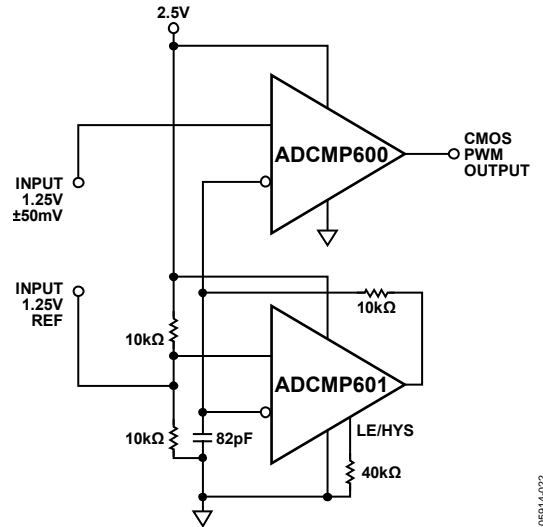 2.5V
ADCMP600
CMOS
PWM
OUTPUT
INPUT
1.25V
±50mV
INPUT
1.25V
REF
10kΩ
10kΩ
ADCMP601
10kΩ
82pF
LE/HYS
40kΩ
05914-022